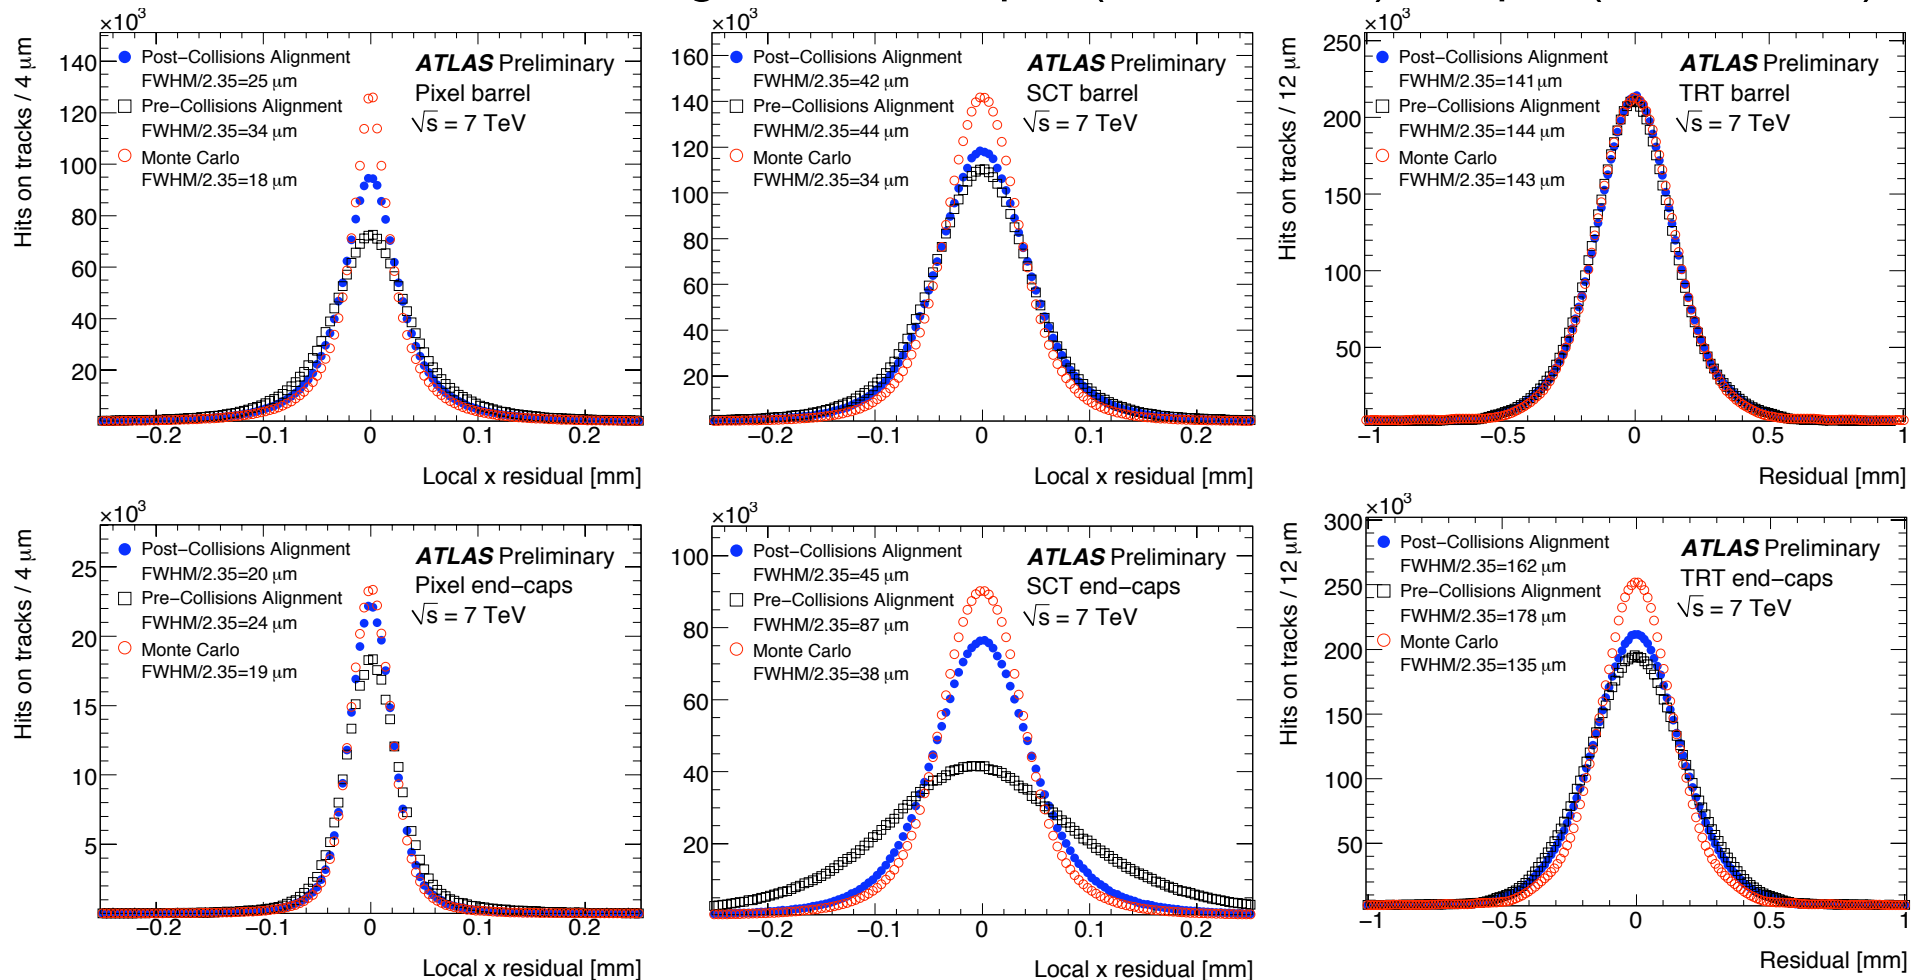 ×10³
Hits on tracks / 4 μm
Post−Collisions Alignment
FWHM/2.35=25 μm
Pre−Collisions Alignment
FWHM/2.35=34 μm
Monte Carlo
FWHM/2.35=18 μm
ATLAS Preliminary
Pixel barrel
√s = 7 TeV
140
120
100
80
60
40
20
−0.2 −0.1 0 0.1 0.2
Local x residual [mm]
×10³
Hits on tracks / 4 μm
Post−Collisions Alignment
FWHM/2.35=42 μm
Pre−Collisions Alignment
FWHM/2.35=44 μm
Monte Carlo
FWHM/2.35=34 μm
ATLAS Preliminary
SCT barrel
√s = 7 TeV
160
140
120
100
80
60
40
20
−0.2 −0.1 0 0.1 0.2
Local x residual [mm]
×10³
Hits on tracks / 12 μm
Post−Collisions Alignment
FWHM/2.35=141 μm
Pre−Collisions Alignment
FWHM/2.35=144 μm
Monte Carlo
FWHM/2.35=143 μm
ATLAS Preliminary
TRT barrel
√s = 7 TeV
250
200
150
100
50
−1 −0.5 0 0.5 1
Residual [mm]
×10³
Post−Collisions Alignment
FWHM/2.35=20 μm
Pre−Collisions Alignment
FWHM/2.35=24 μm
Monte Carlo
FWHM/2.35=19 μm
ATLAS Preliminary
Pixel end−caps
√s = 7 TeV
25
20
15
10
5
−0.2 −0.1 0 0.1 0.2
Local x residual [mm]
×10³
Post−Collisions Alignment
FWHM/2.35=45 μm
Pre−Collisions Alignment
FWHM/2.35=87 μm
Monte Carlo
FWHM/2.35=38 μm
ATLAS Preliminary
SCT end−caps
√s = 7 TeV
100
80
60
40
20
−0.2 −0.1 0 0.1 0.2
Local x residual [mm]
×10³
Hits on tracks / 12 μm
Post−Collisions Alignment
FWHM/2.35=162 μm
Pre−Collisions Alignment
FWHM/2.35=178 μm
Monte Carlo
FWHM/2.35=135 μm
ATLAS Preliminary
TRT end−caps
√s = 7 TeV
300
250
200
150
100
50
−1 −0.5 0 0.5 1
Residual [mm]